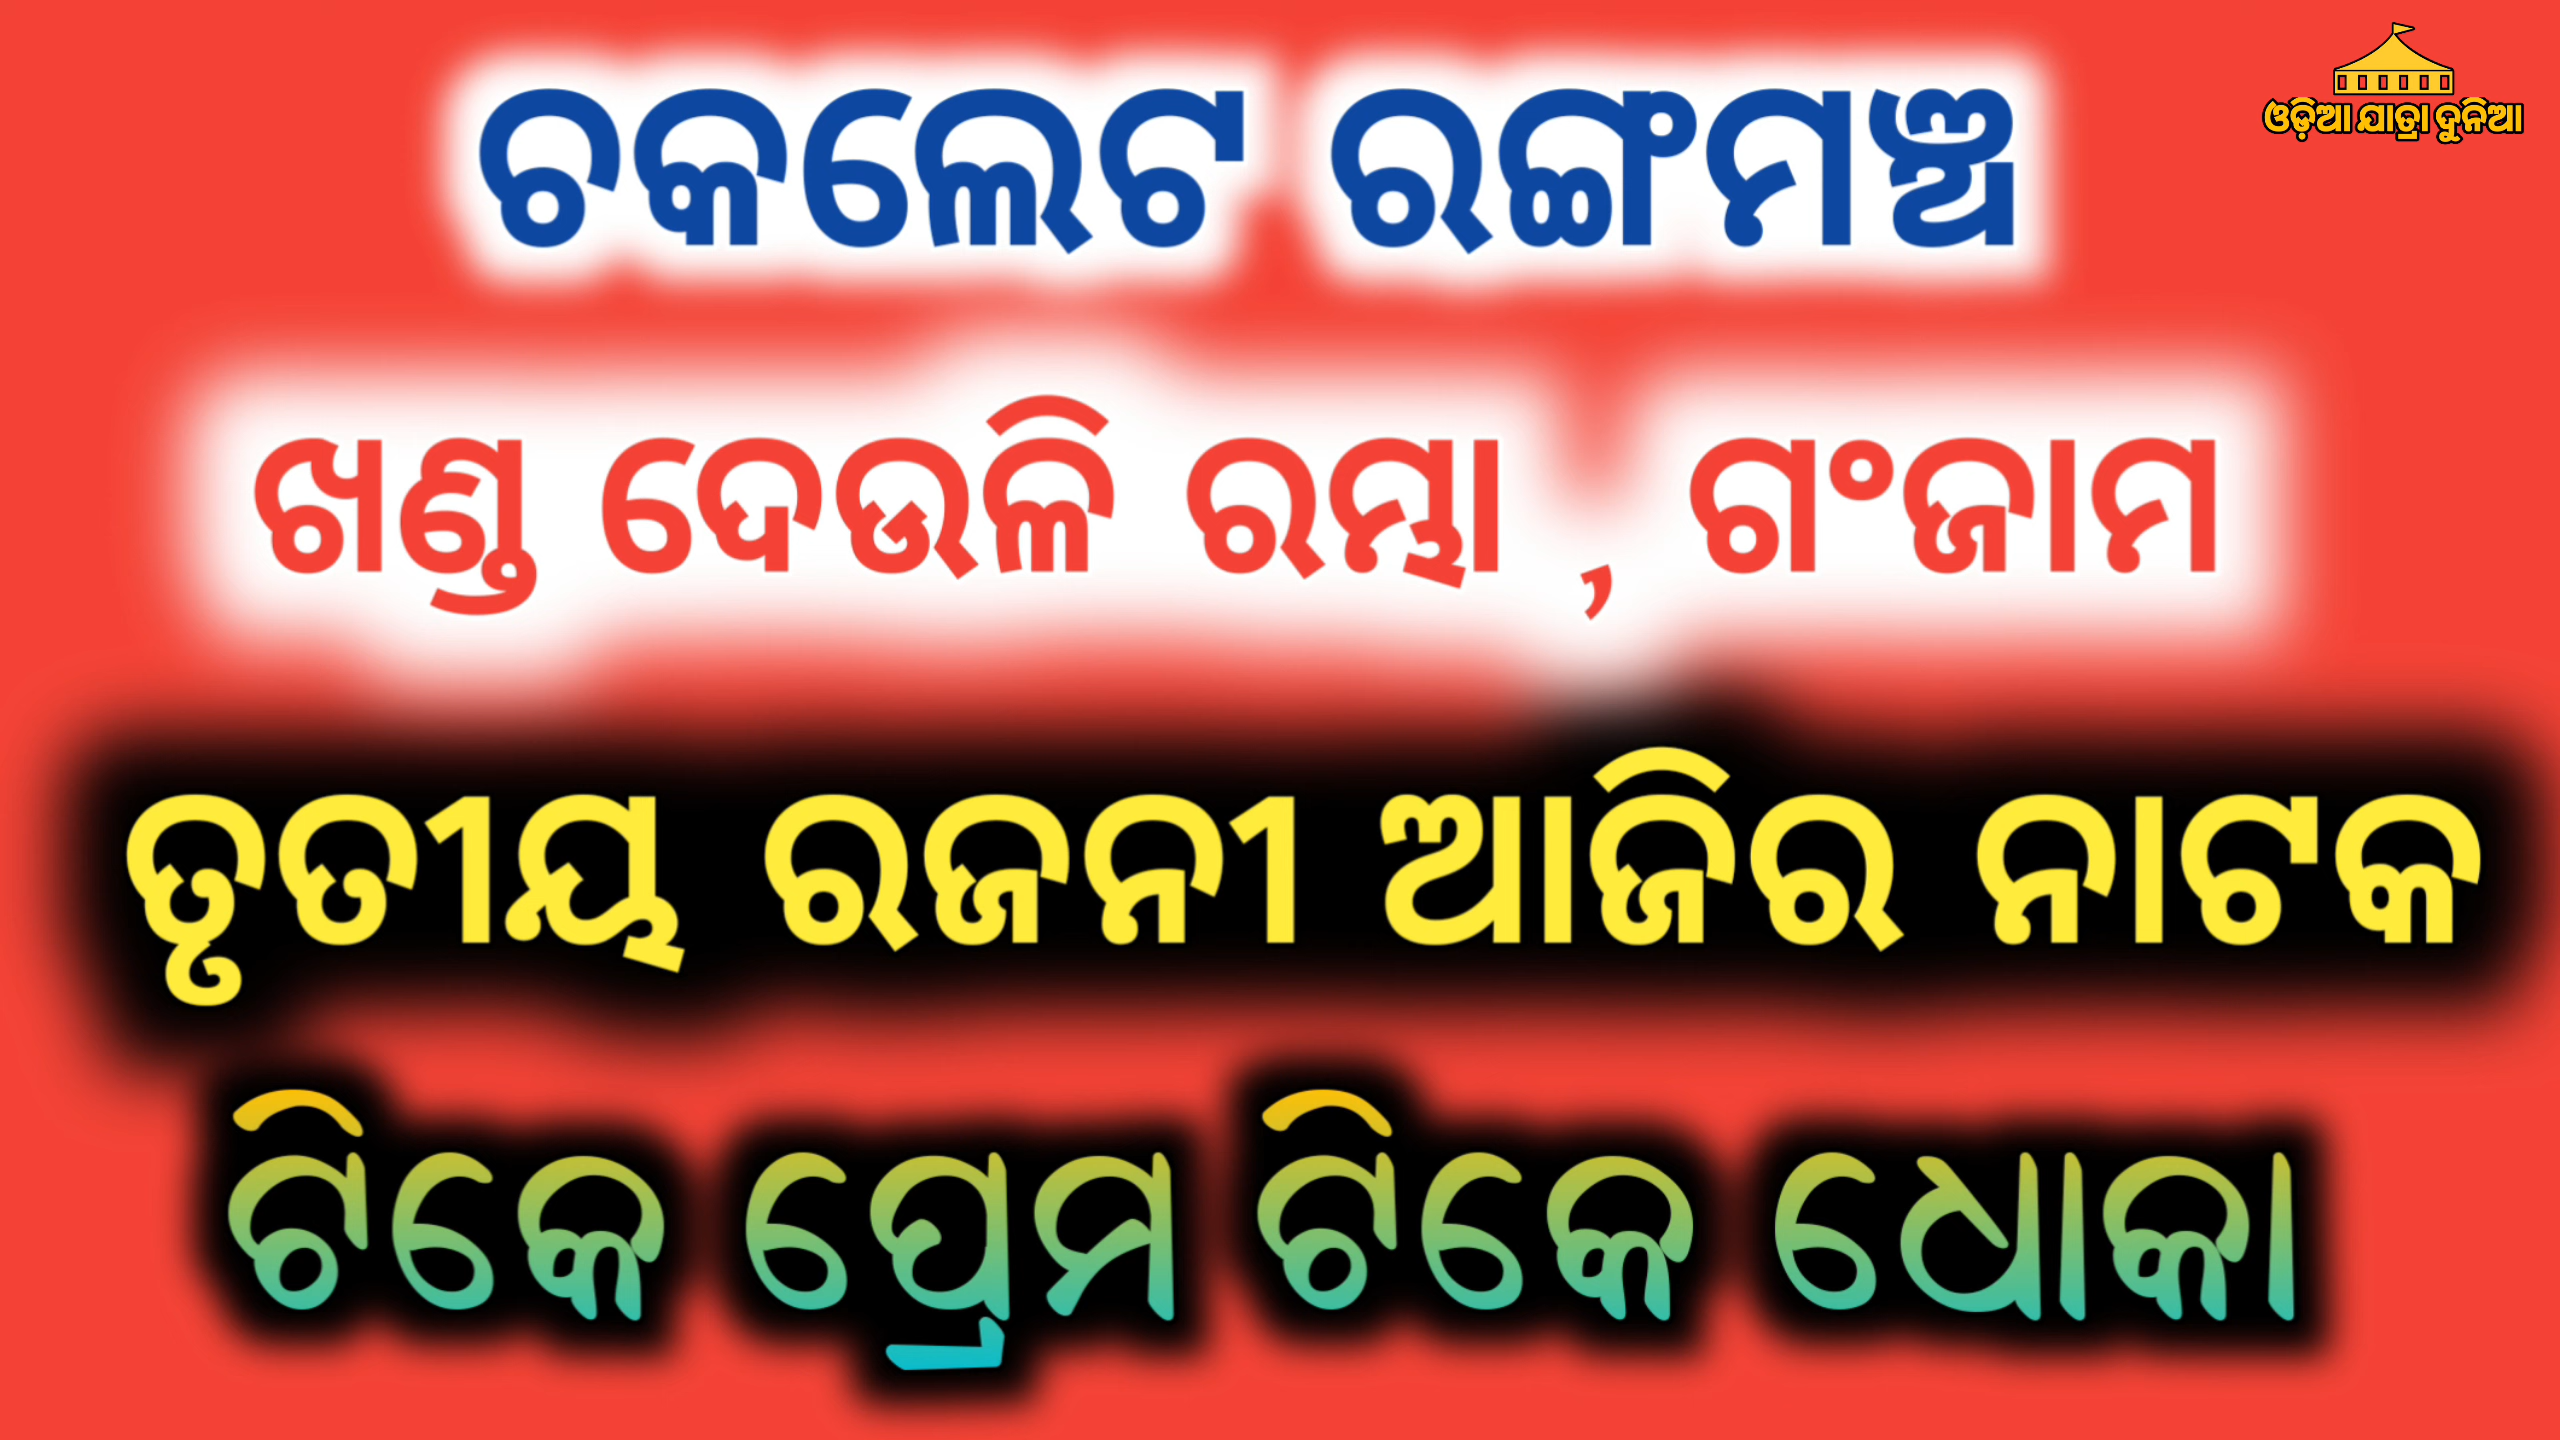 ଓଡ଼ିଆ ଯାତ୍ରା ଦୁନିଆ
ଚକଲେଟ ରଙ୍ଗମଞ୍ଚ
ଖଣ୍ଡ ଦେଉଳି ରମ୍ଭା , ଗଂଜାମ
ତୃତୀୟ ରଜନୀ ଆଜିର ନାଟକ
ଟିକେ ପ୍ରେମ ଟିକେ ଧୋକା